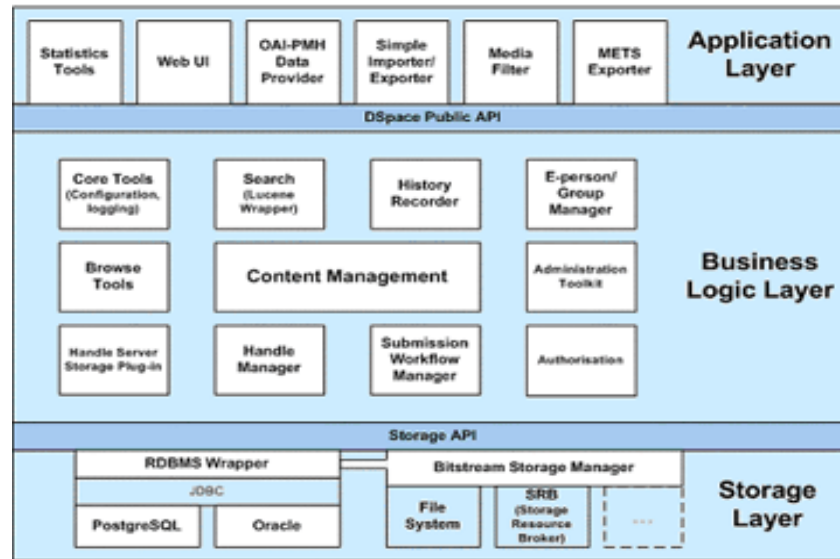 Statistics
Tools
Web UI
OAI-PMH
Data
Provider
Simple
Importer/
Exporter
Media
Filter
METS
Exporter
Application
Layer
DSpace Public API
Core Tools
(Configuration,
logging)
Search
(Lucene
Wrapper)
History
Recorder
E-person/
Group
Manager
Browse
Tools
Content Management
Administration
Toolkit
Business
Logic Layer
Handle Server
Storage Plug-in
Handle
Manager
Submission
Workflow
Manager
Authorisation
Storage API
RDBMS Wrapper
Bitstream Storage Manager
JDBC
PostgreSQL
Oracle
File
System
SRB
(Storage
Resource
Broker)
...
Storage
Layer